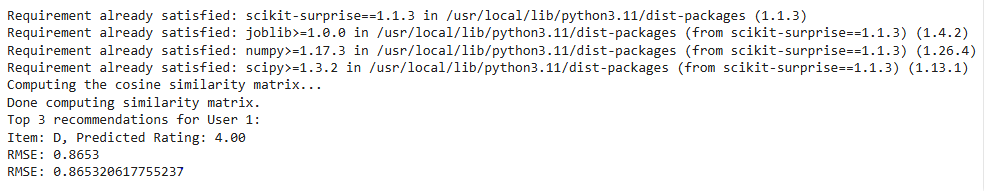 Requirement already satisfied: scikit-surprise==1.1.3 in /usr/local/lib/python3.11/dist-packages (1.1.3)
Requirement already satisfied: joblib>=1.0.0 in /usr/local/lib/python3.11/dist-packages (from scikit-surprise==1.1.3) (1.4.2)
Requirement already satisfied: numpy>=1.17.3 in /usr/local/lib/python3.11/dist-packages (from scikit-surprise==1.1.3) (1.26.4)
Requirement already satisfied: scipy>=1.3.2 in /usr/local/lib/python3.11/dist-packages (from scikit-surprise==1.1.3) (1.13.1)
Computing the cosine similarity matrix...
Done computing similarity matrix.
Top 3 recommendations for User 1:
Item: D, Predicted Rating: 4.00
RMSE: 0.8653
RMSE: 0.865320617755237